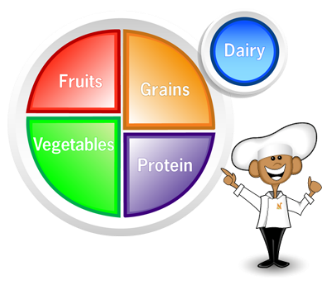 Dairy
Fruits
Grains
Vegetables
Protein